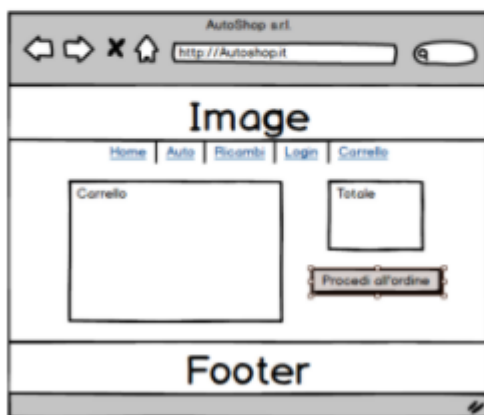 AutoShop s.r.l.
http://Autoshop.it
Image
Home | Auto | Ricambi | Login | Carrello
Carrello
Totale
Procedi all'ordine
Footer